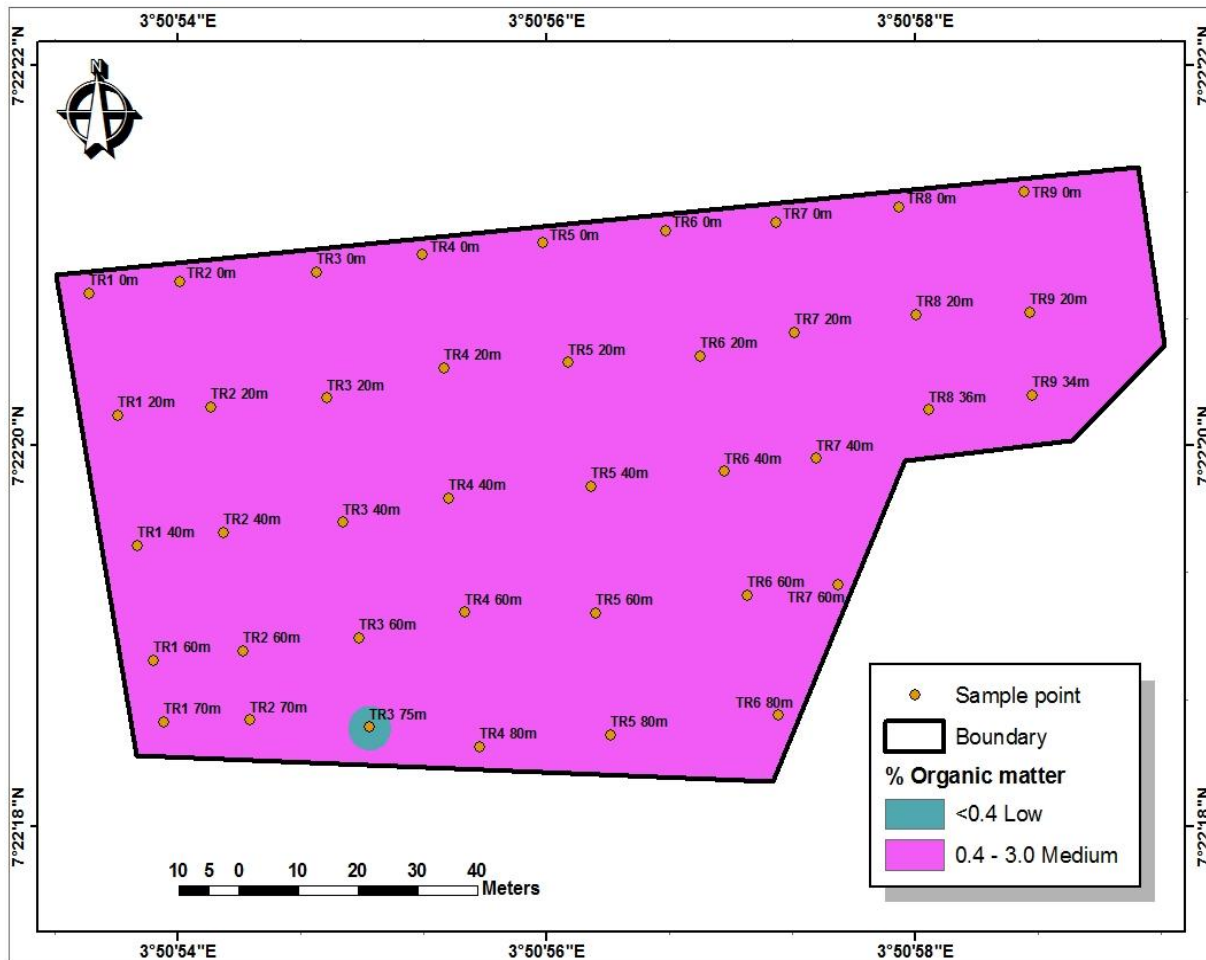 3°50'54"E 3°50'56"E 3°50'58"E
7°22'22"N 7°22'22"N
N
TR9 0m
TR8 0m
TR7 0m
TR6 0m
TR5 0m
TR4 0m
TR3 0m
TR2 0m
TR1 0m
TR9 20m
TR8 20m
TR7 20m
TR6 20m
TR5 20m
TR4 20m
TR3 20m
TR2 20m
TR1 20m
TR9 34m
TR8 36m
7°22'20"N 7°22'20"N
TR7 40m
TR6 40m
TR5 40m
TR4 40m
TR3 40m
TR2 40m
TR1 40m
TR6 60m
TR7 60m
TR5 60m
TR4 60m
TR3 60m
TR2 60m
TR1 60m
TR1 70m
TR2 70m
TR3 75m
TR4 80m
TR5 80m
TR6 80m
Sample point
Boundary
% Organic matter
<0.4 Low
0.4 - 3.0 Medium
7°22'18"N 7°22'18"N
10 5 0 10 20 30 40
Meters
3°50'54"E 3°50'56"E 3°50'58"E